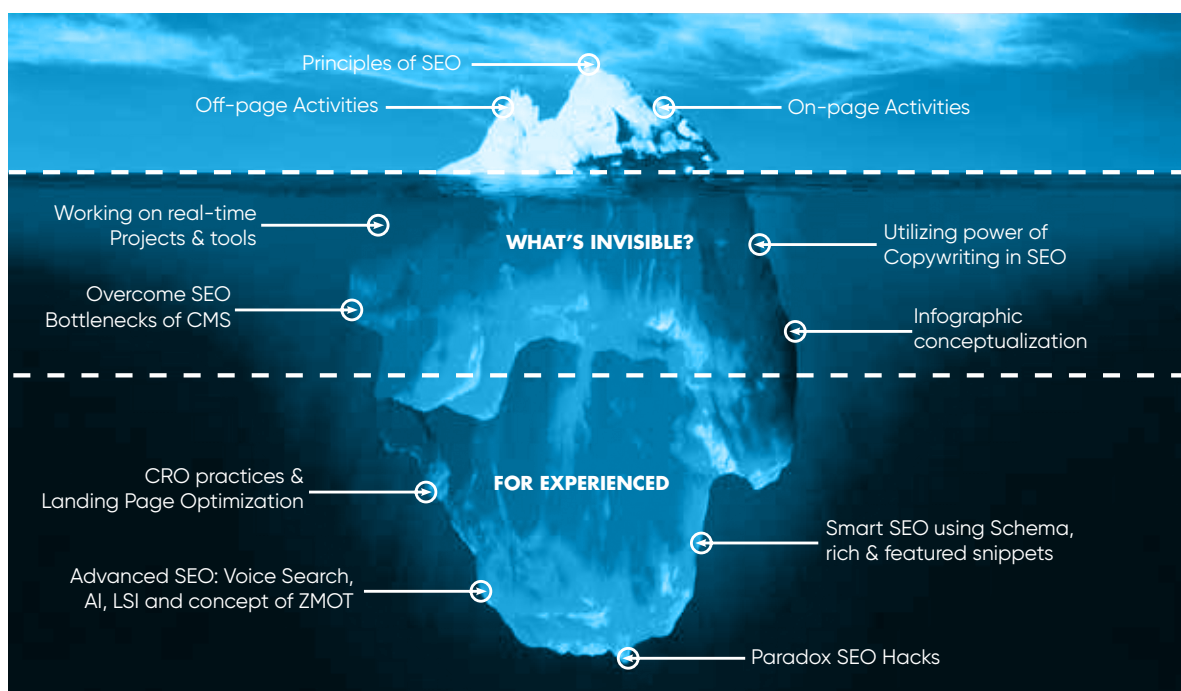 Principles of SEO
Off-page Activities
On-page Activities
Working on real-time
Projects & tools
WHAT'S INVISIBLE?
Utilizing power of
Copywriting in SEO
Overcome SEO
Bottlenecks of CMS
Infographic
conceptualization
CRO practices &
Landing Page Optimization
FOR EXPERIENCED
Smart SEO using Schema,
rich & featured snippets
Advanced SEO: Voice Search,
AI, LSI and concept of ZMOT
Paradox SEO Hacks